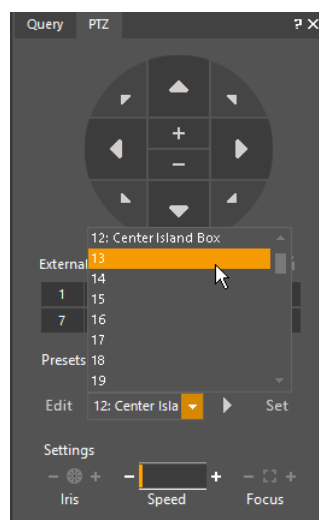 Query PTZ ? X
+
−
12: Center Island Box
Externa 13
14
1 15
7 16
17
Presets 18
19
Edit 12: Center Isla Set
Settings
− + − + − +
Iris Speed Focus